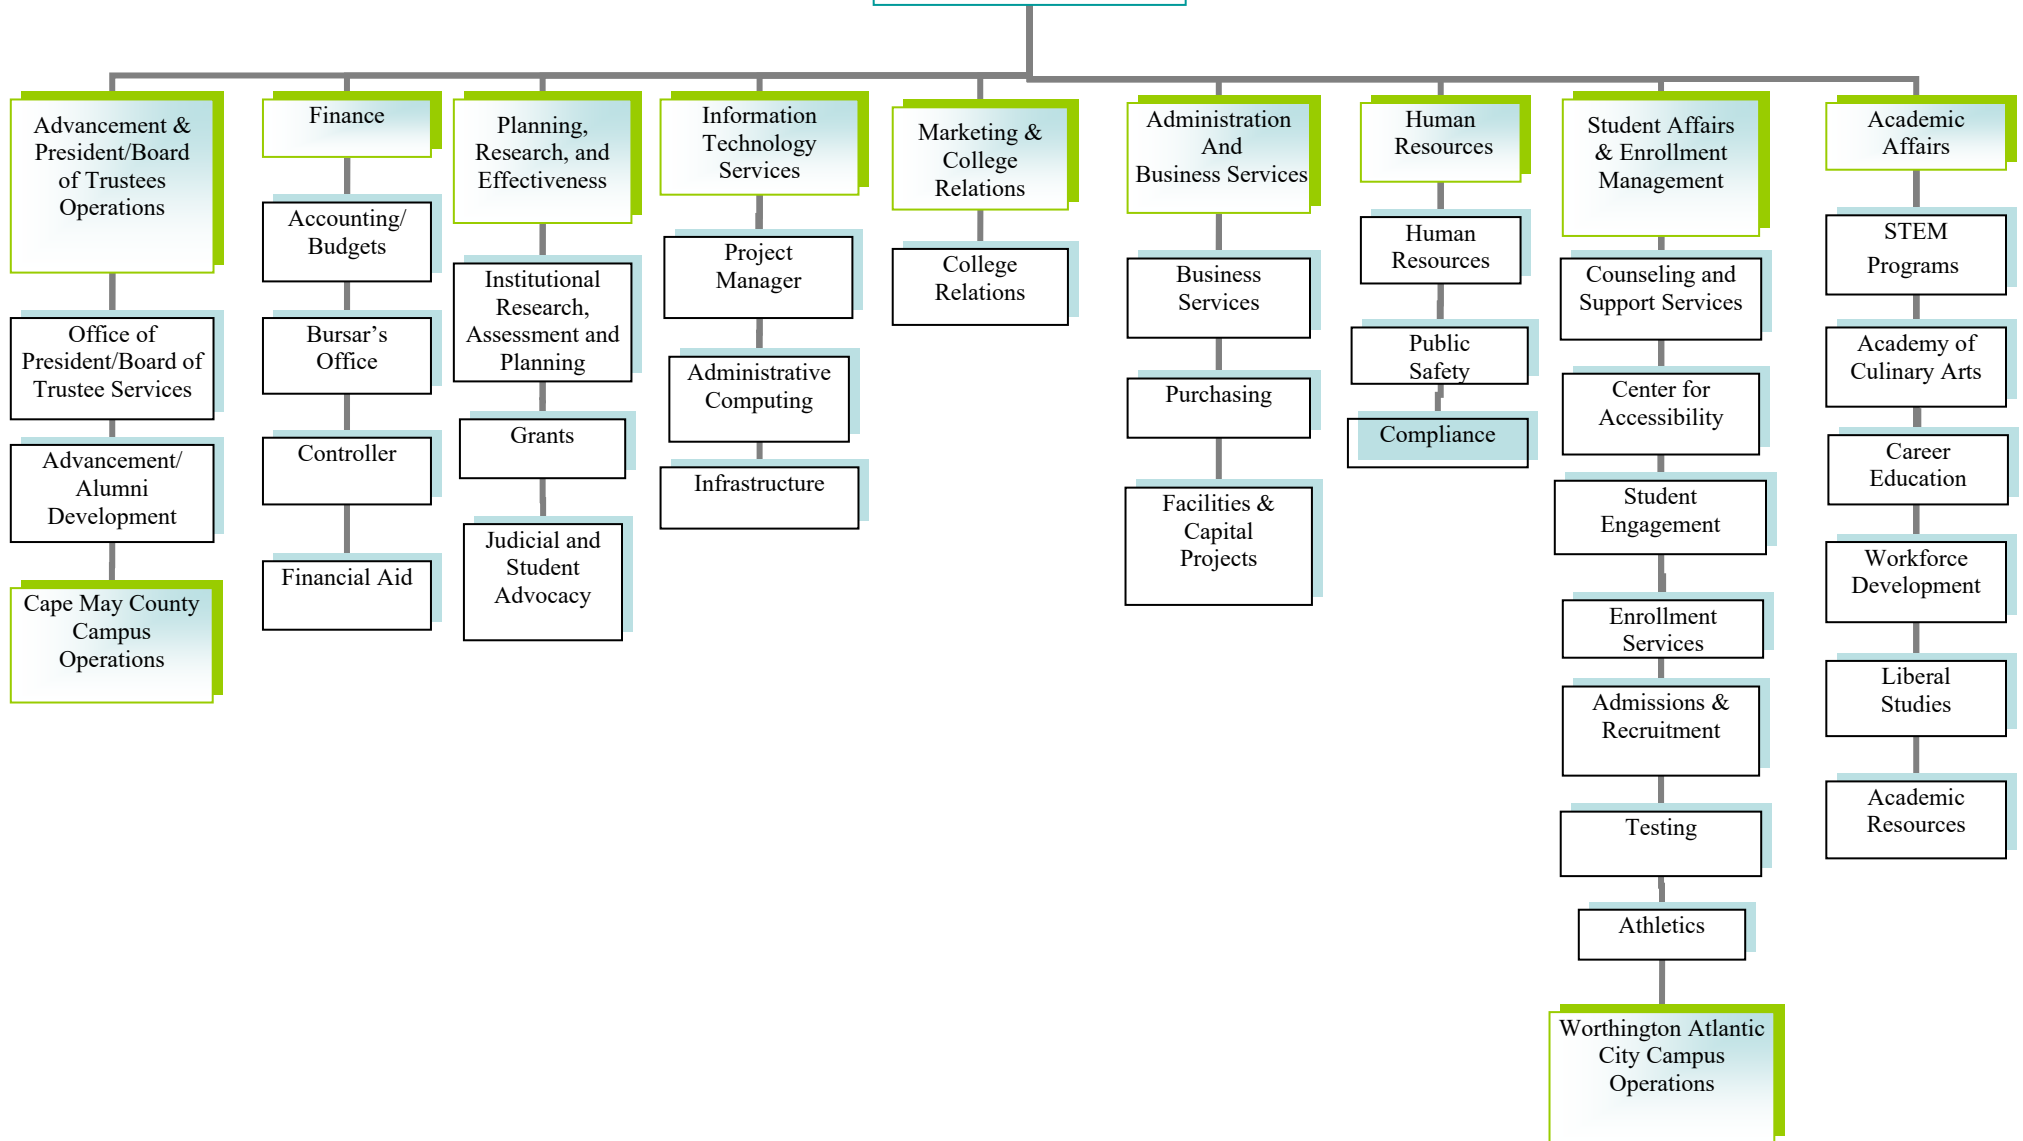 Advancement &
President/Board
of Trustees
Operations
Office of
President/Board of
Trustee Services
Advancement/
Alumni
Development
Cape May County
Campus
Operations
Finance
Accounting/
Budgets
Bursar’s
Office
Controller
Financial Aid
Planning,
Research, and
Effectiveness
Institutional
Research,
Assessment and
Planning
Grants
Judicial and
Student
Advocacy
Information
Technology
Services
Project
Manager
Administrative
Computing
Infrastructure
Marketing &
College
Relations
College
Relations
Administration
And
Business Services
Business
Services
Purchasing
Facilities &
Capital
Projects
Human
Resources
Human
Resources
Public
Safety
Compliance
Student Affairs
& Enrollment
Management
Counseling and
Support Services
Center for
Accessibility
Student
Engagement
Enrollment
Services
Admissions &
Recruitment
Testing
Athletics
Worthington Atlantic
City Campus
Operations
Academic
Affairs
STEM
Programs
Academy of
Culinary Arts
Career
Education
Workforce
Development
Liberal
Studies
Academic
Resources